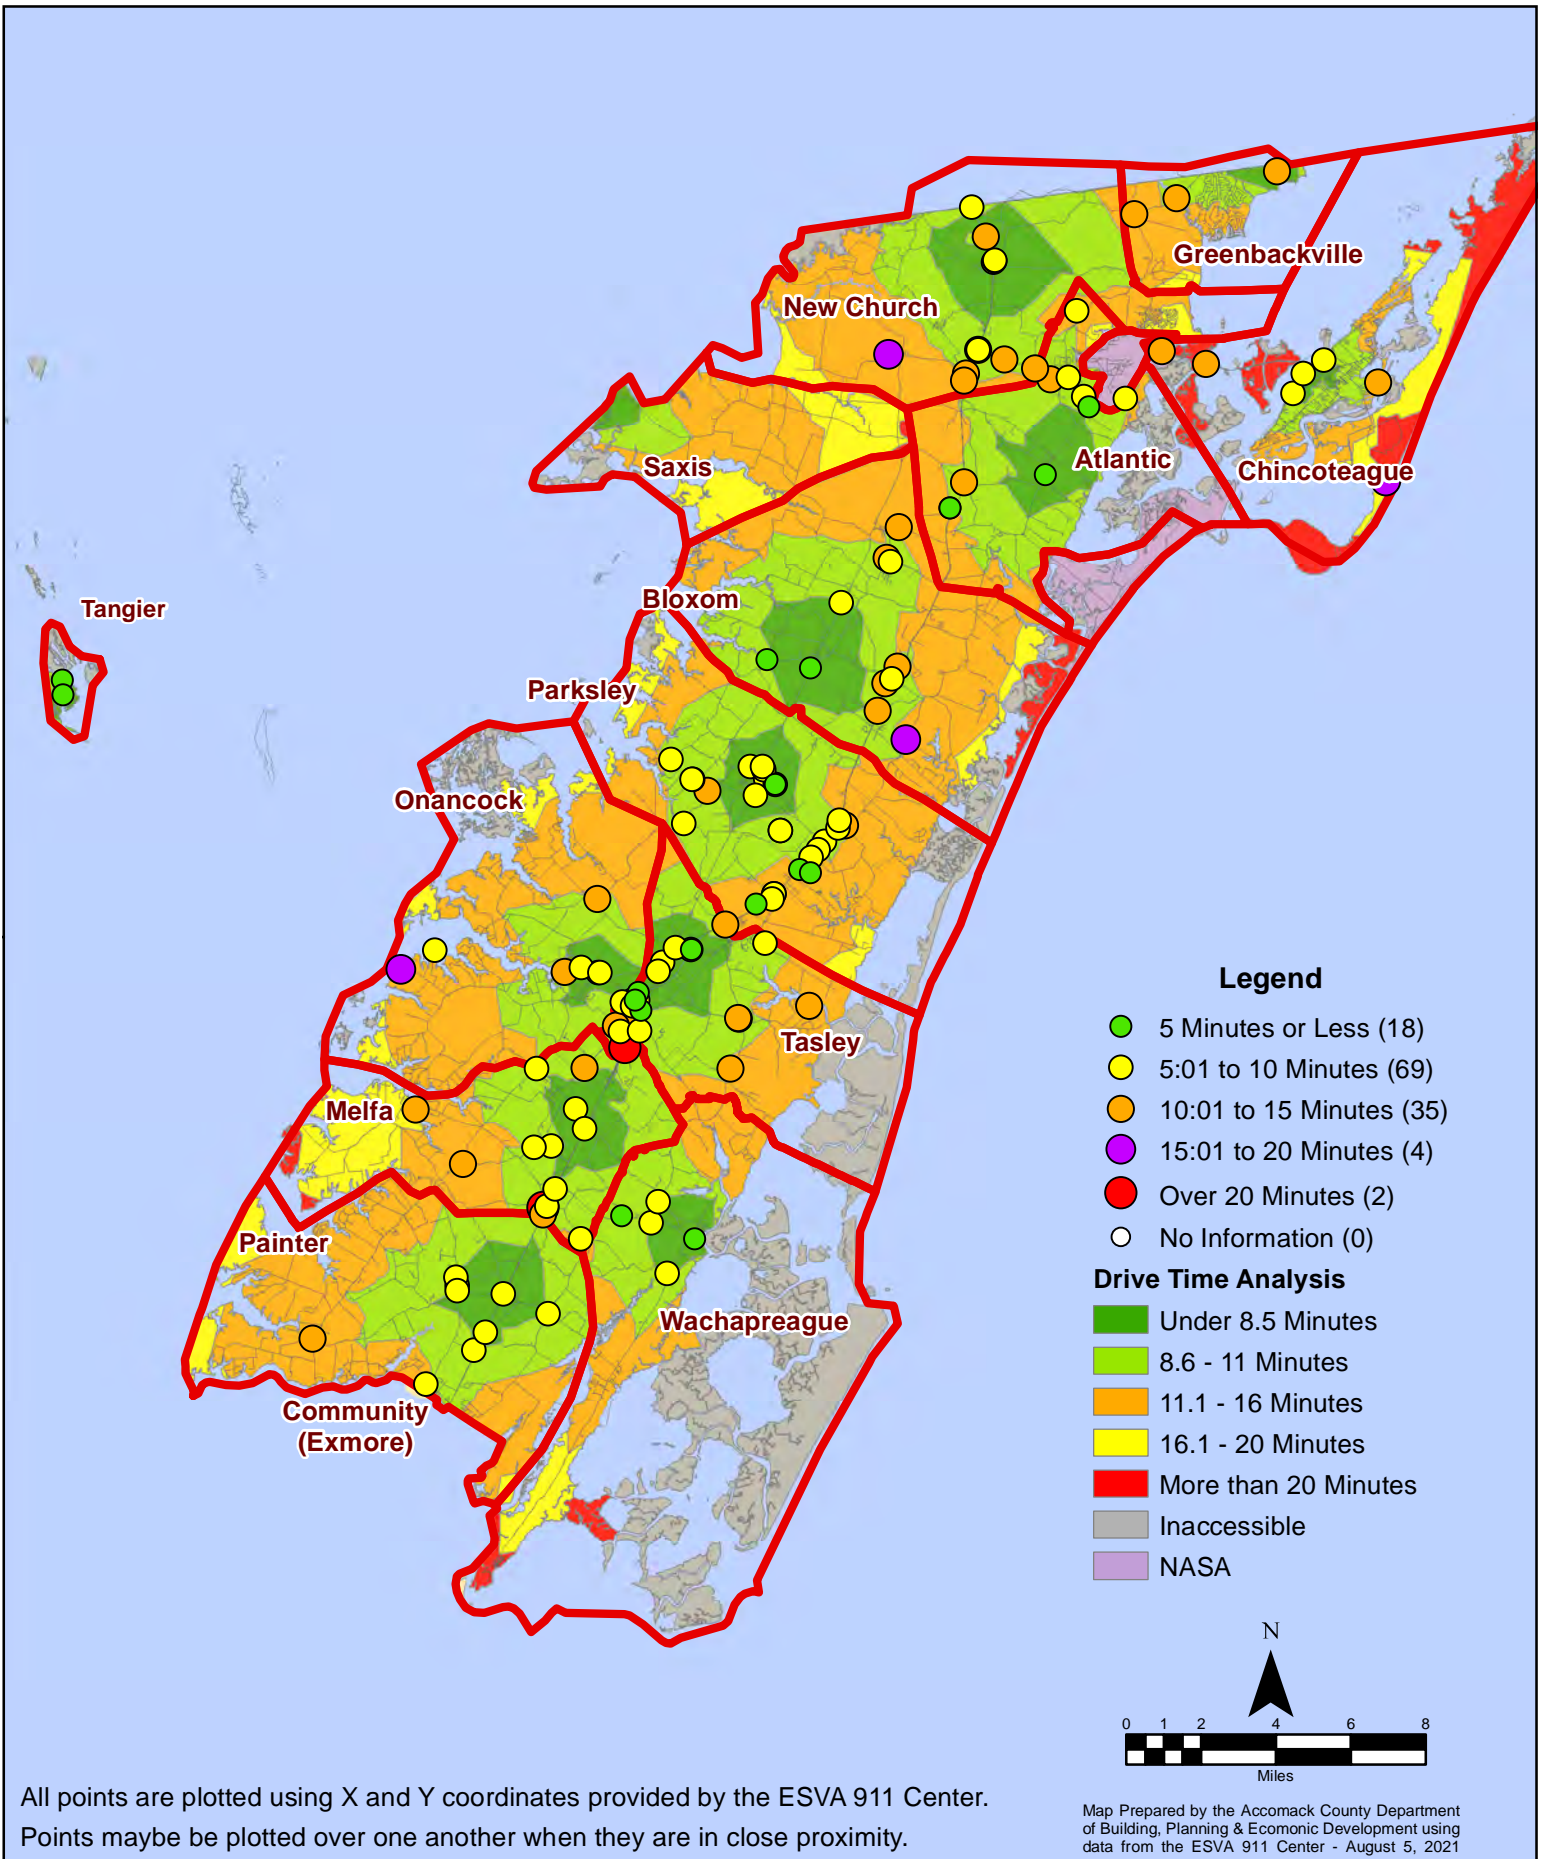 Greenbackville
New Church
Atlantic
Saxis
Chincoteague
Bloxom
Tangier
Parksley
Onancock
Tasley
Melfa
Painter
Wachapreague
Community
(Exmore)
Legend
5 Minutes or Less (18)
5:01 to 10 Minutes (69)
10:01 to 15 Minutes (35)
15:01 to 20 Minutes (4)
Over 20 Minutes (2)
No Information (0)
Drive Time Analysis
Under 8.5 Minutes
8.6 - 11 Minutes
11.1 - 16 Minutes
16.1 - 20 Minutes
More than 20 Minutes
Inaccessible
NASA
N
0 1 2 4 6 8
Miles
All points are plotted using X and Y coordinates provided by the ESVA 911 Center.
Points maybe be plotted over one another when they are in close proximity.
Map Prepared by the Accomack County Department
of Building, Planning & Ecomonic Development using
data from the ESVA 911 Center - August 5, 2021